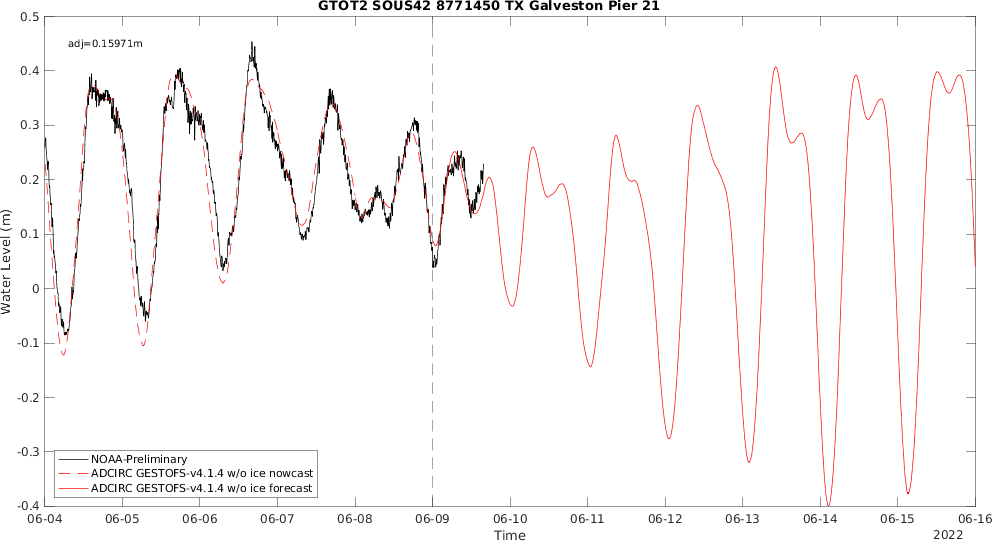 GTOT2 SOUS42 8771450 TX Galveston Pier 21
adj=0.15971m
0.5
0.4
0.3
0.2
0.1
0
-0.1
-0.2
-0.3
-0.4
Water Level (m)
NOAA-Preliminary
ADCIRC GESTOFS-v4.1.4 w/o ice nowcast
ADCIRC GESTOFS-v4.1.4 w/o ice forecast
06-04 06-05 06-06 06-07 06-08 06-09 06-10 06-11 06-12 06-13 06-14 06-15 06-16
Time
2022